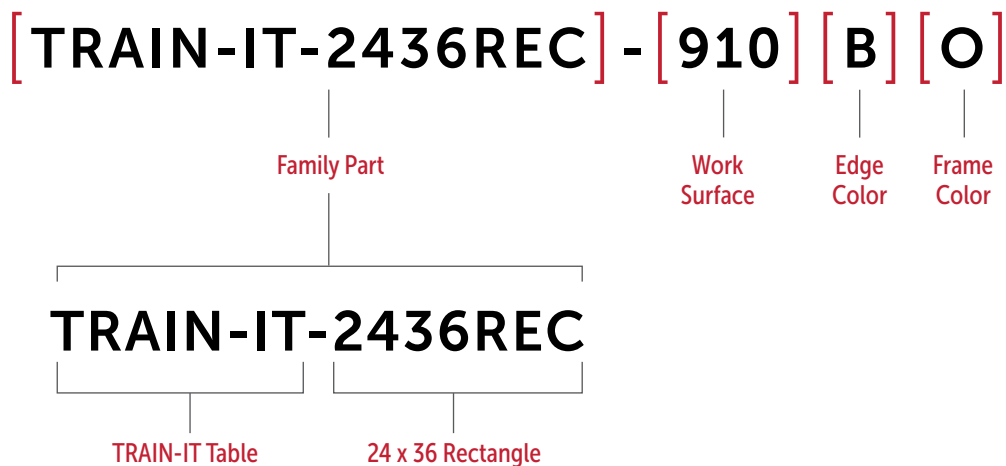 [TRAIN-IT-2436REC] - [910] [B] [O]
Family Part
Work
Surface
Edge
Color
Frame
Color
TRAIN-IT-2436REC
TRAIN-IT Table
24 x 36 Rectangle